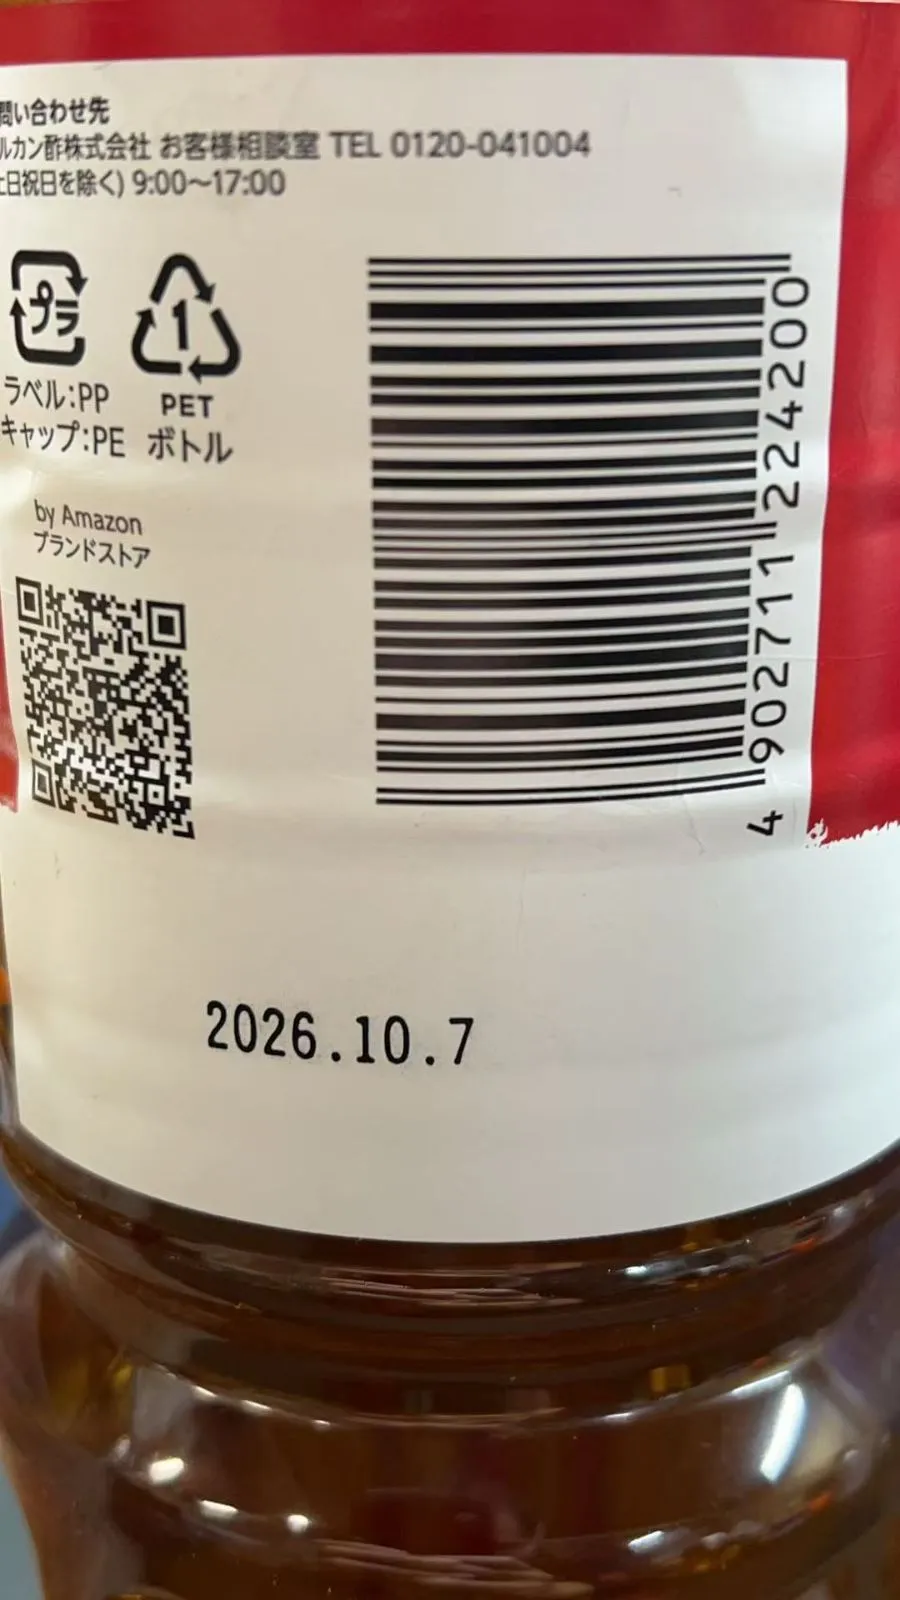 問い合わせ先
ルカン酢株式会社 お客様相談室 TEL 0120-041004
土日祝日を除く) 9:00〜17:00
プラ
1
ラベル:PP
キャップ:PE
PET
ボトル
by Amazon
ブランドストア
4 902711 224200
2026.10.7